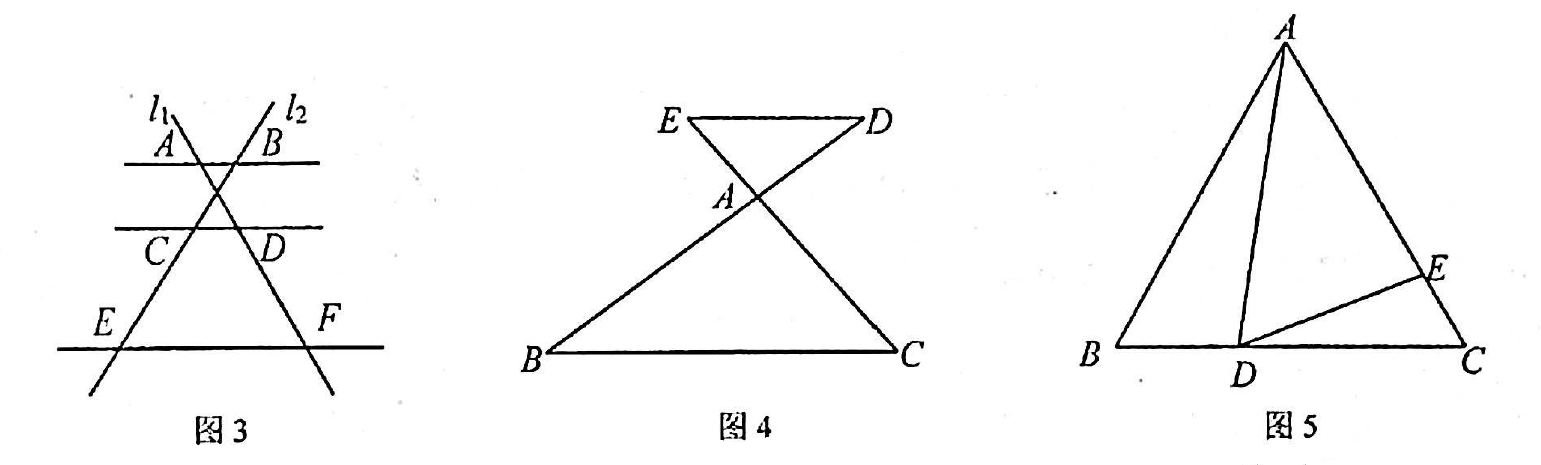 l₁ l₂
A B
C D
E F
图 3
E D
A
B C
图 4
A
E
B D C
图 5